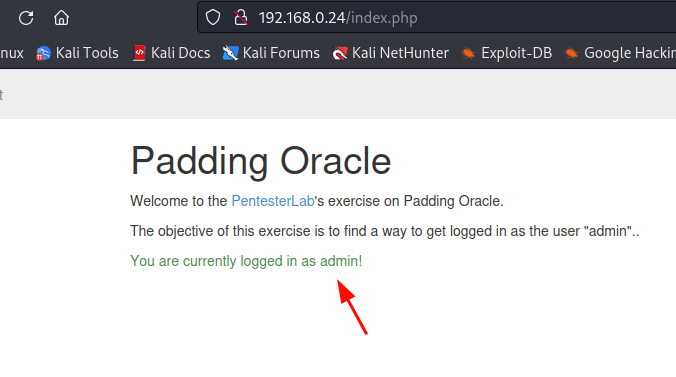 192.168.0.24/index.php
nux Kali Tools Kali Docs Kali Forums Kali NetHunter Exploit-DB Google Hackin
t
Padding Oracle
Welcome to the PentesterLab's exercise on Padding Oracle.
The objective of this exercise is to find a way to get logged in as the user "admin"..
You are currently logged in as admin!